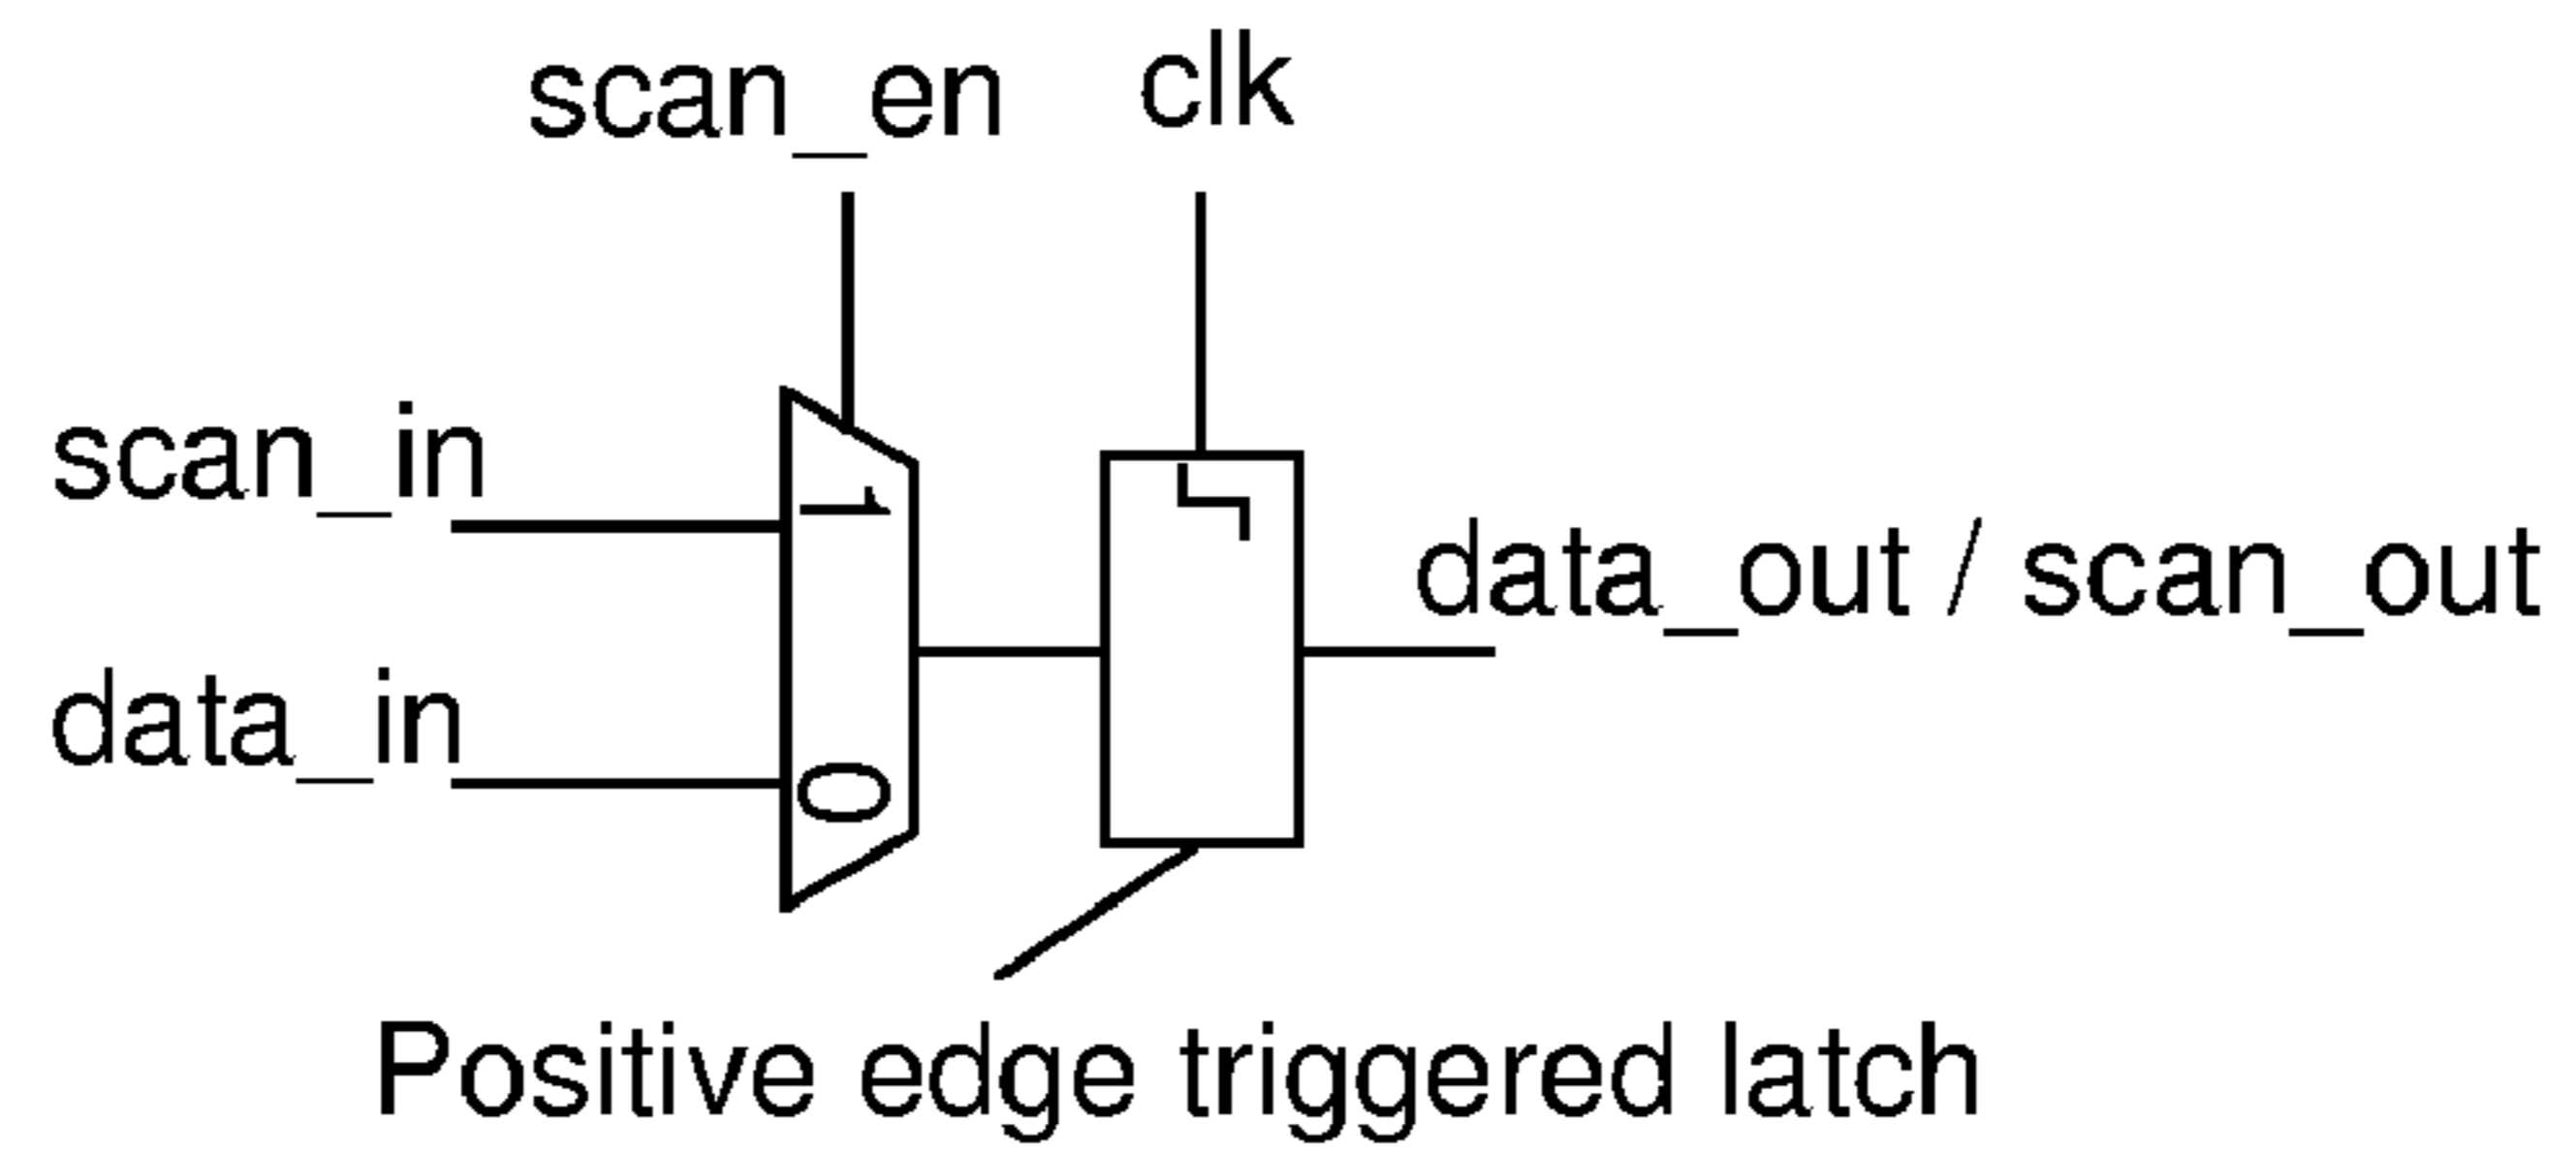 scan_en
clk
scan_in
1
data_out / scan_out
data_in
0
Positive edge triggered latch